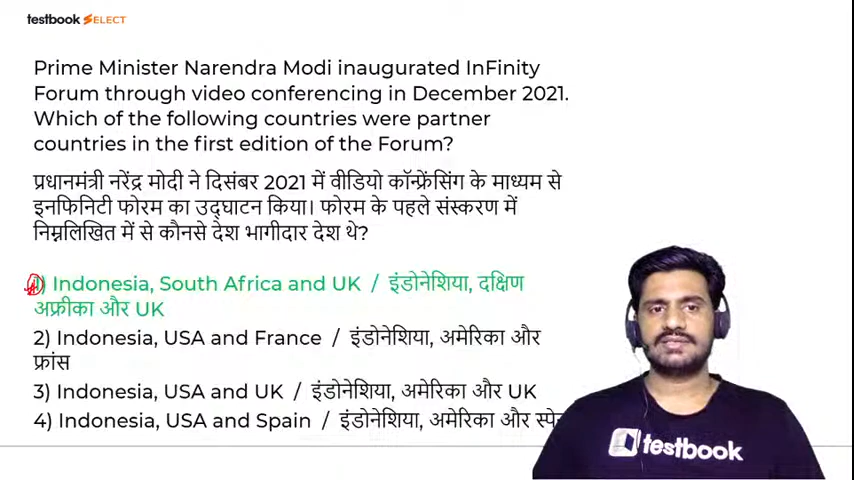 testbook SELECT
Prime Minister Narendra Modi inaugurated InFinity
Forum through video conferencing in December 2021.
Which of the following countries were partner
countries in the first edition of the Forum?
प्रधानमंत्री नरेंद्र मोदी ने दिसंबर 2021 में वीडियो कॉन्फ्रेंसिंग के माध्यम से
इनफिनिटी फोरम का उद्घाटन किया। फोरम के पहले संस्करण में
निम्नलिखित में से कौनसे देश भागीदार देश थे?
1) Indonesia, South Africa and UK / इंडोनेशिया, दक्षिण
अफ्रीका और UK
2) Indonesia, USA and France / इंडोनेशिया, अमेरिका और
फ्रांस
3) Indonesia, USA and UK / इंडोनेशिया, अमेरिका और UK
4) Indonesia, USA and Spain / इंडोनेशिया, अमेरिका और
testbook